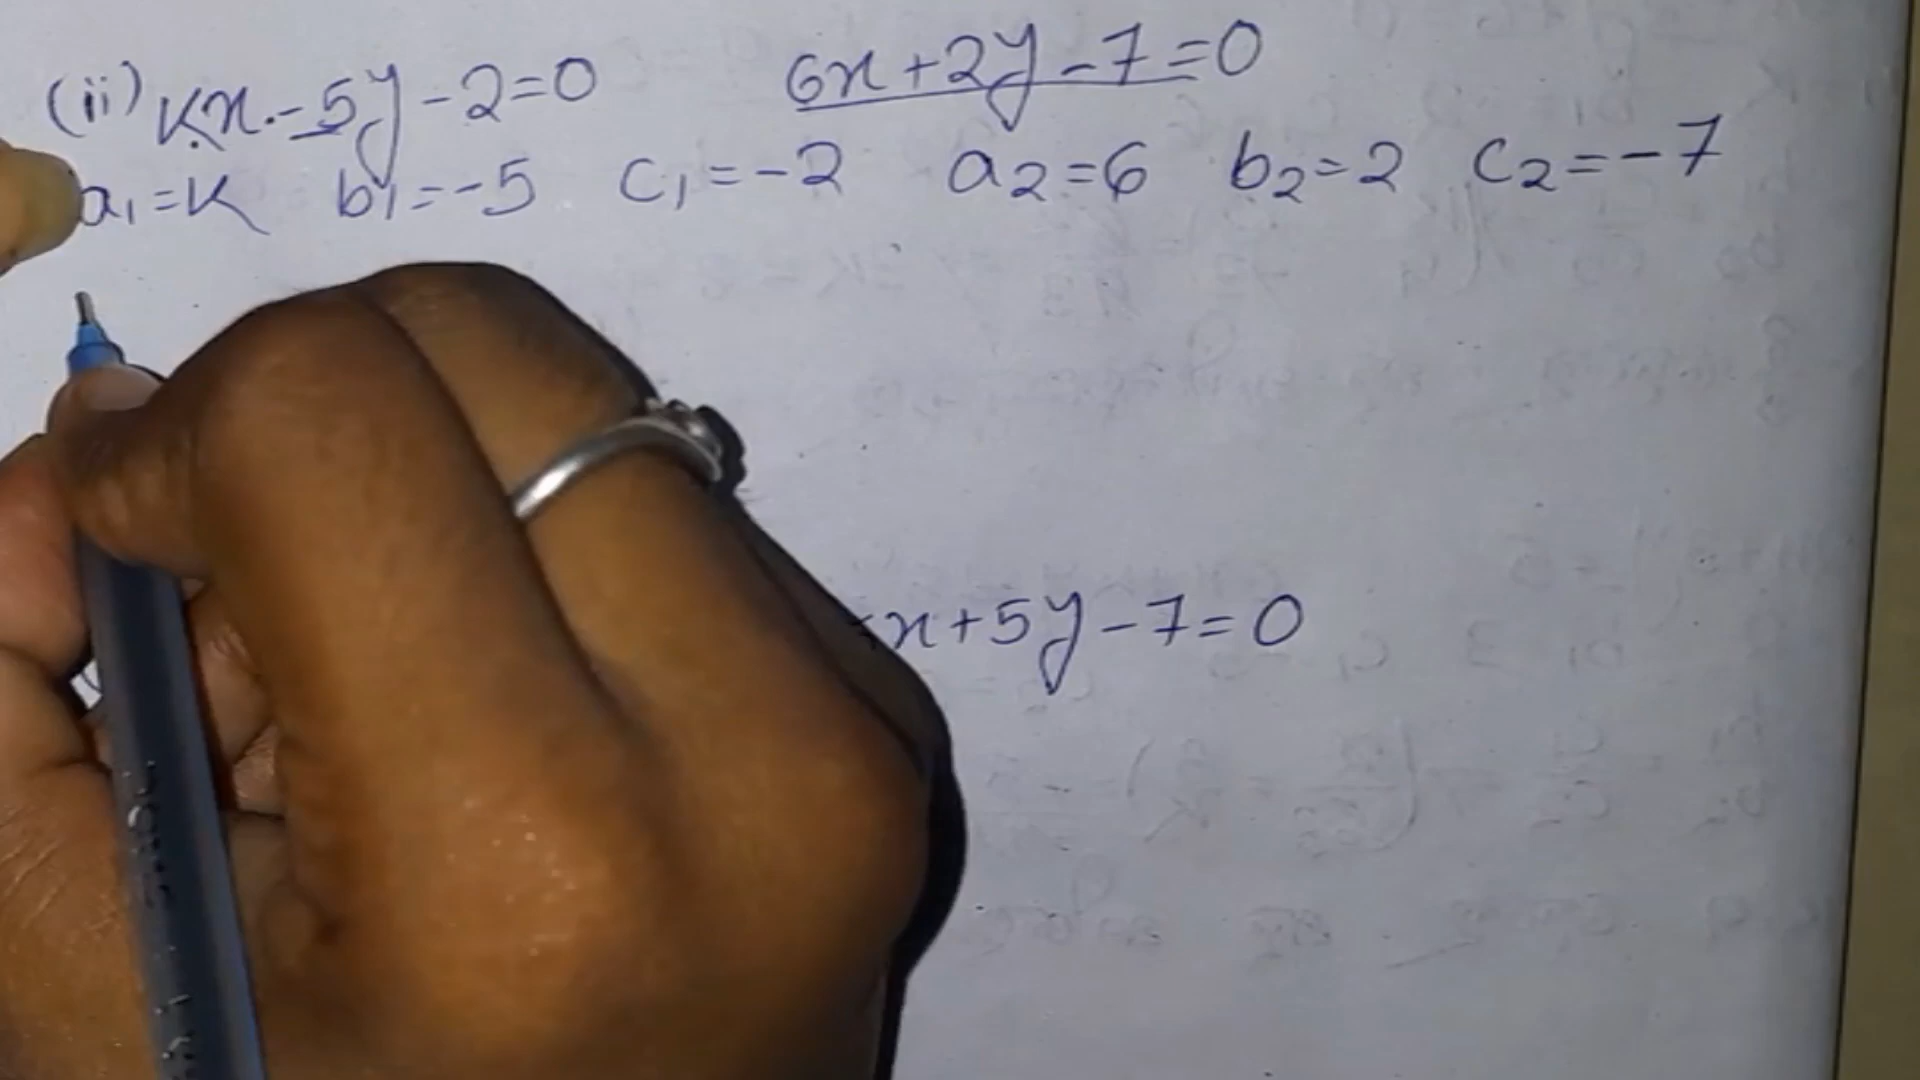 (ii) Kx-5y-2=0 6x+2y-7=0
a₁=K b₁=-5 c₁=-2 a₂=6 b₂=2 c₂=-7
x+5y-7=0